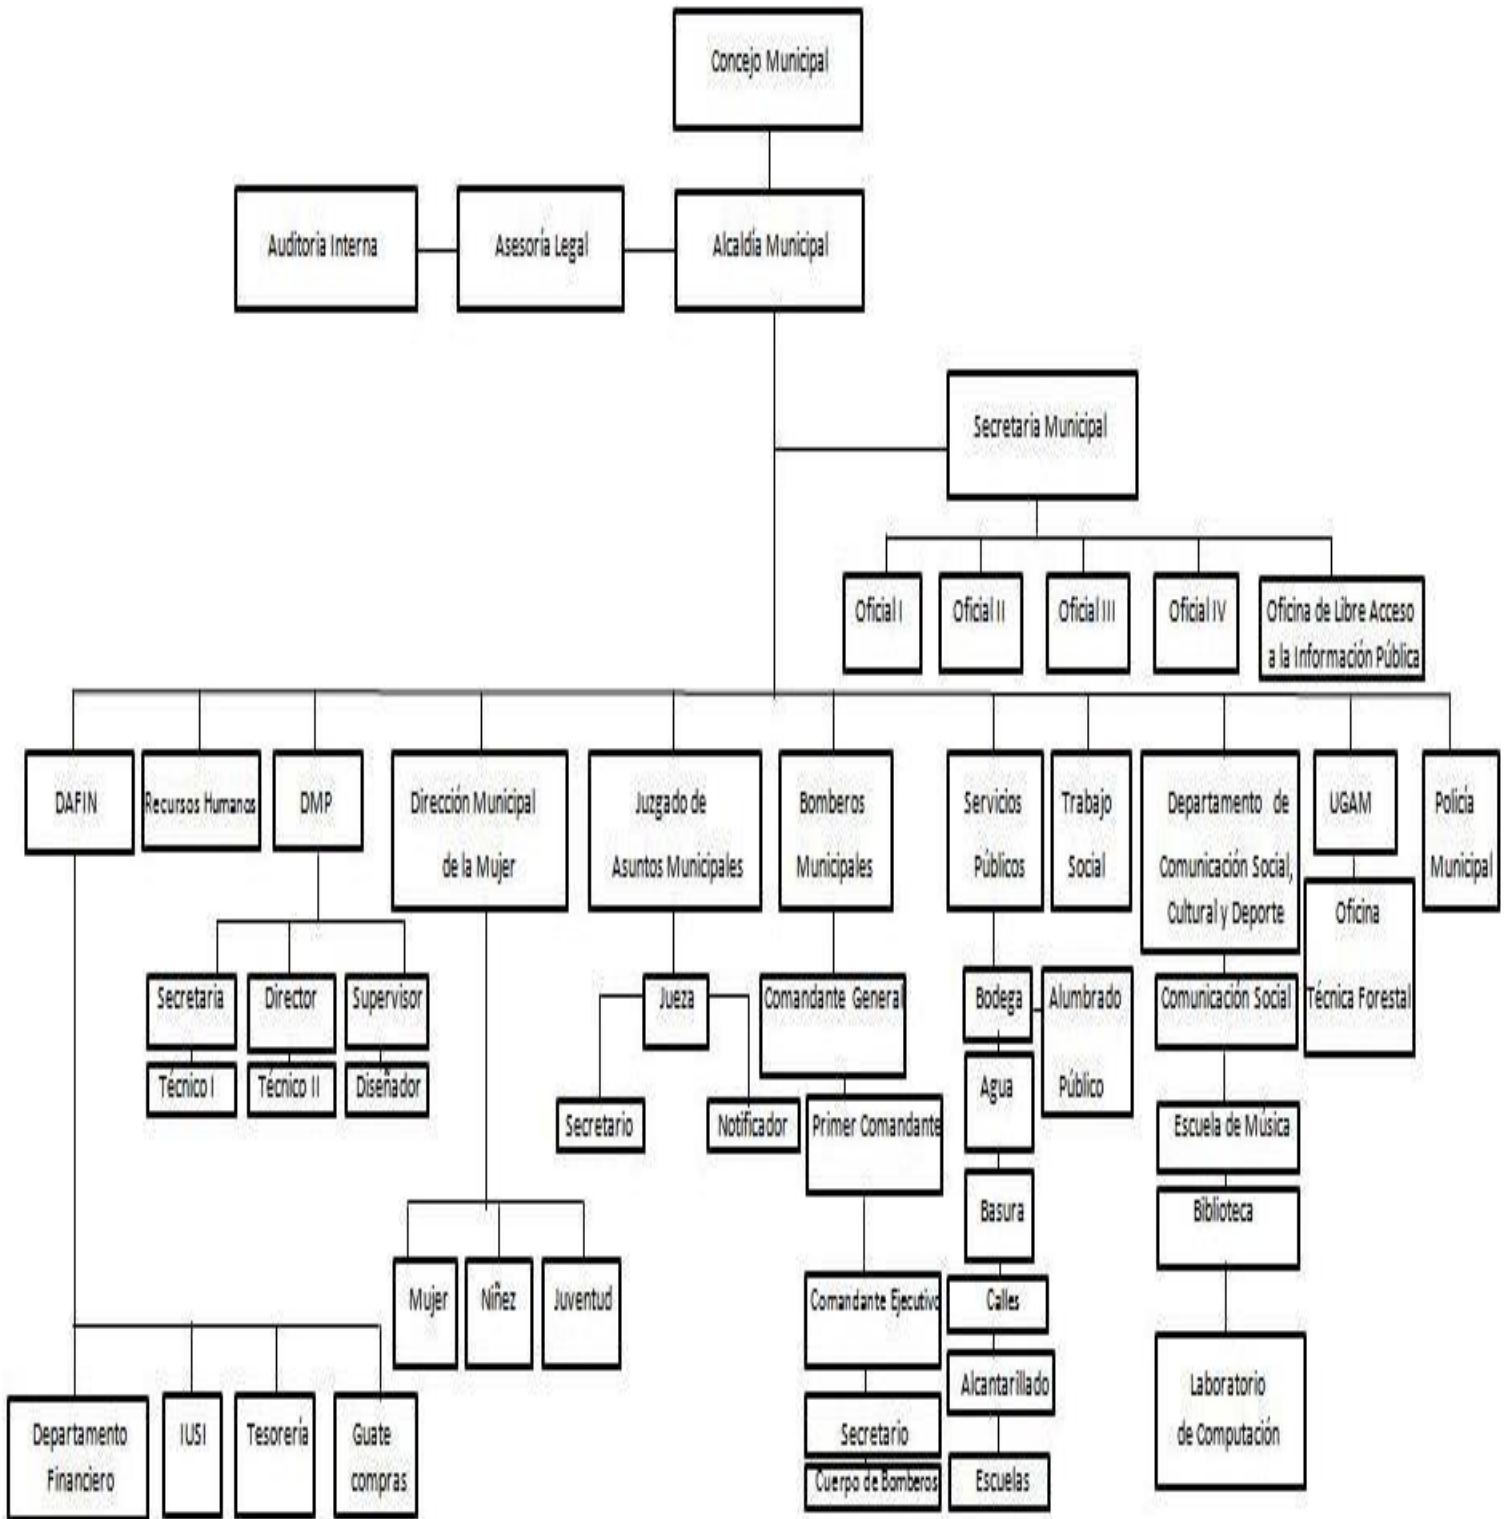 Concejo Municipal
Auditoria Interna
Asesoría Legal
Alcaldía Municipal
Secretaria Municipal
Oficial I
Oficial II
Oficial III
Oficial IV
Oficina de Libre Acceso
a la Información Pública
DAFIN
Recursos Humanos
DMP
Dirección Municipal
de la Mujer
Juzgado de
Asuntos Municipales
Bomberos
Municipales
Servicios
Públicos
Trabajo
Social
Departamento de
Comunicación Social,
Cultural y Deporte
UGAM
Policía
Municipal
Oficina
Técnica Forestal
Secretaria
Director
Supervisor
Técnico I
Técnico II
Diseñador
Jueza
Secretario
Notificador
Comandante General
Primer Comandante
Comandante Ejecutivo
Secretario
Cuerpo de Bomberos
Bodega
Alumbrado
Público
Agua
Basura
Calles
Alcantarillado
Escuelas
Comunicación Social
Escuela de Música
Biblioteca
Laboratorio
de Computación
Mujer
Niñez
Juventud
Departamento
Financiero
IUSI
Tesorería
Guate
compras